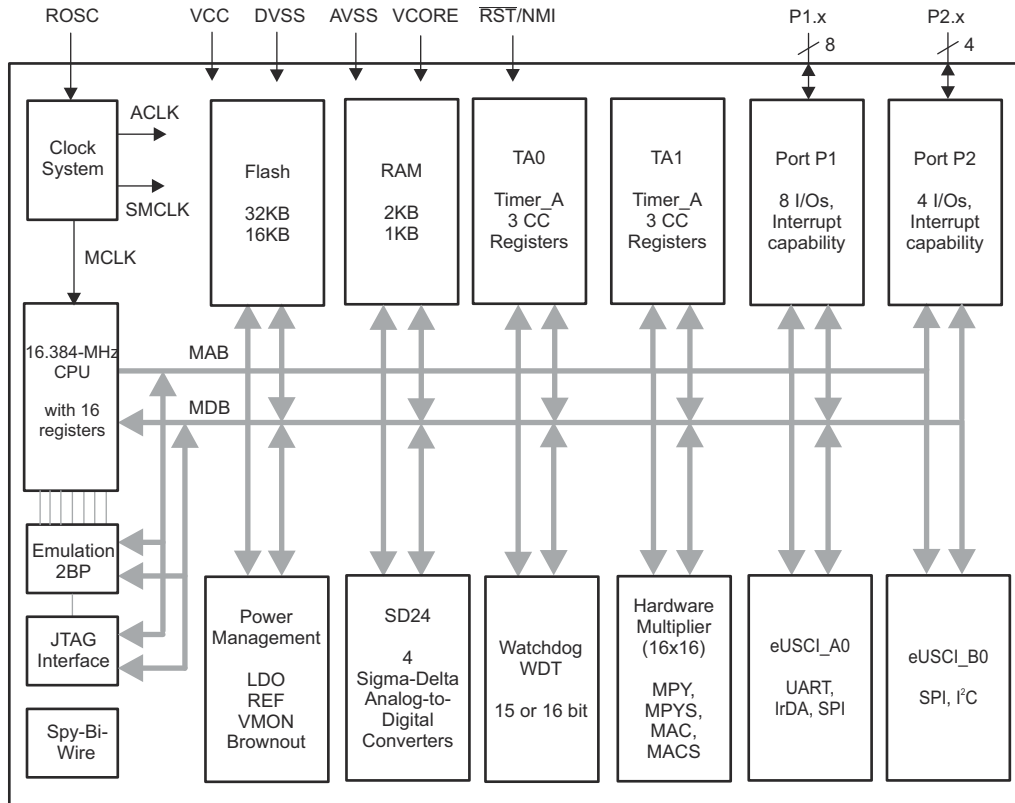 ROSC
VCC
DVSS
AVSS
VCORE
RST/NMI
P1.x
P2.x
8
4
Clock
System
ACLK
SMCLK
MCLK
Flash
32KB
16KB
RAM
2KB
1KB
TA0
Timer_A
3 CC
Registers
TA1
Timer_A
3 CC
Registers
Port P1
8 I/Os,
Interrupt
capability
Port P2
4 I/Os,
Interrupt
capability
16.384-MHz
CPU
with 16
registers
MAB
MDB
Emulation
2BP
JTAG
Interface
Spy-Bi-
Wire
Power
Management
LDO
REF
VMON
Brownout
SD24
4
Sigma-Delta
Analog-to-
Digital
Converters
Watchdog
WDT
15 or 16 bit
Hardware
Multiplier
(16x16)
MPY,
MPYS,
MAC,
MACS
eUSCI_A0
UART,
IrDA, SPI
eUSCI_B0
SPI, I²C